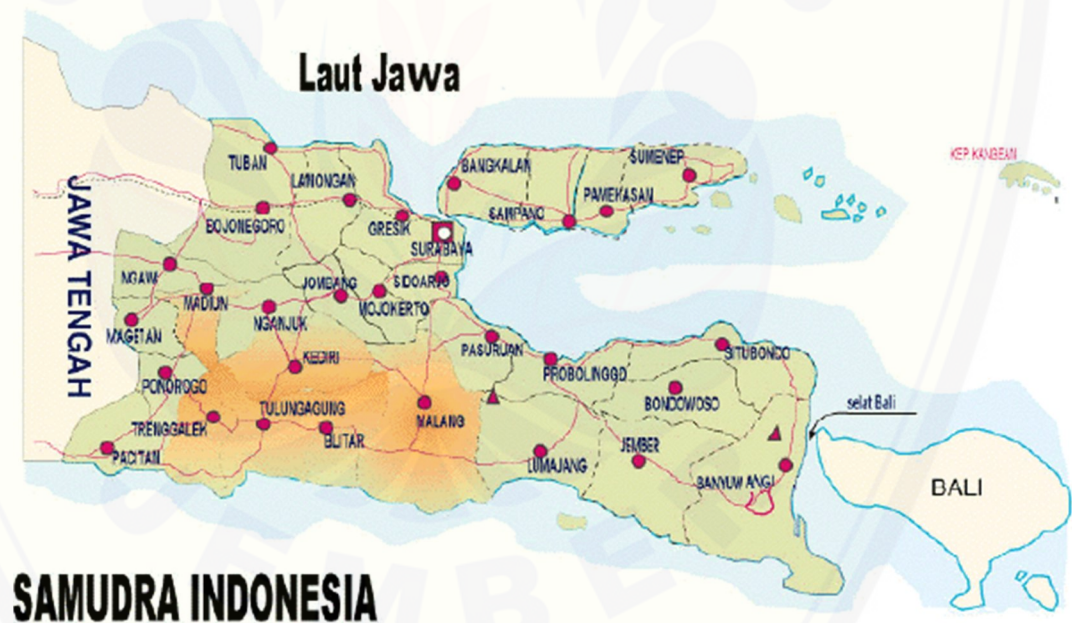 Laut Jawa
TUBAN
LAMONGAN
BANGKALAN
SUMENEP
KEP. KANGEAN
PAMEKASAN
SAMPANG
BOJONEGORO
GRESIK
SURABAYA
JAWA TENGAH
NGAWI
MADIUN
JOMBANG
SIDOARJO
MOJOKERTO
NGANJUK
MAGETAN
KEDIRI
PASURUAN
PROBOLINGGO
SITUBONDO
PONOROGO
BONDOWOSO
selat Bali
TULUNGAGUNG
TRENGGALEK
BLITAR
MALANG
PACITAN
LUMAJANG
JEMBER
BANYUWANGI
BALI
SAMUDRA INDONESIA